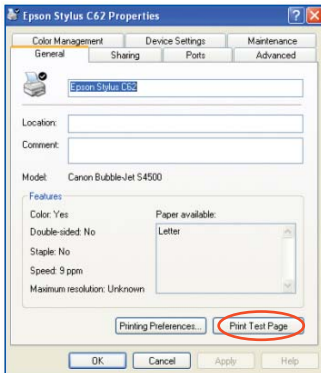 Epson Stylus C62 Properties
Color Management Device Settings Maintenance
General Sharing Ports Advanced
Epson Stylus C62
Location:
Comment:
Model: Canon Bubble-Jet S4500
Features
Color: Yes Paper available:
Double-sided: No Letter
Staple: No
Speed: 9 ppm
Maximum resolution: Unknown
Printing Preferences... Print Test Page
OK Cancel Apply Help